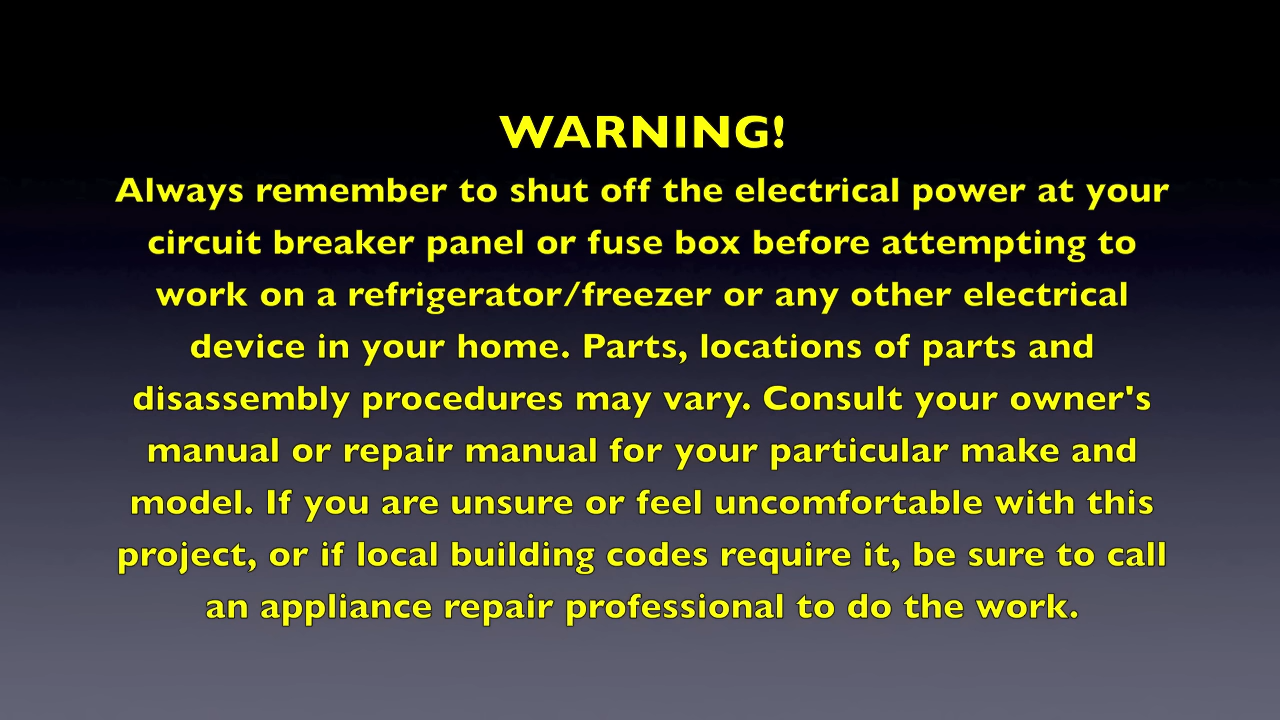 WARNING!
Always remember to shut off the electrical power at your
circuit breaker panel or fuse box before attempting to
work on a refrigerator/freezer or any other electrical
device in your home. Parts, locations of parts and
disassembly procedures may vary. Consult your owner's
manual or repair manual for your particular make and
model. If you are unsure or feel uncomfortable with this
project, or if local building codes require it, be sure to call
an appliance repair professional to do the work.